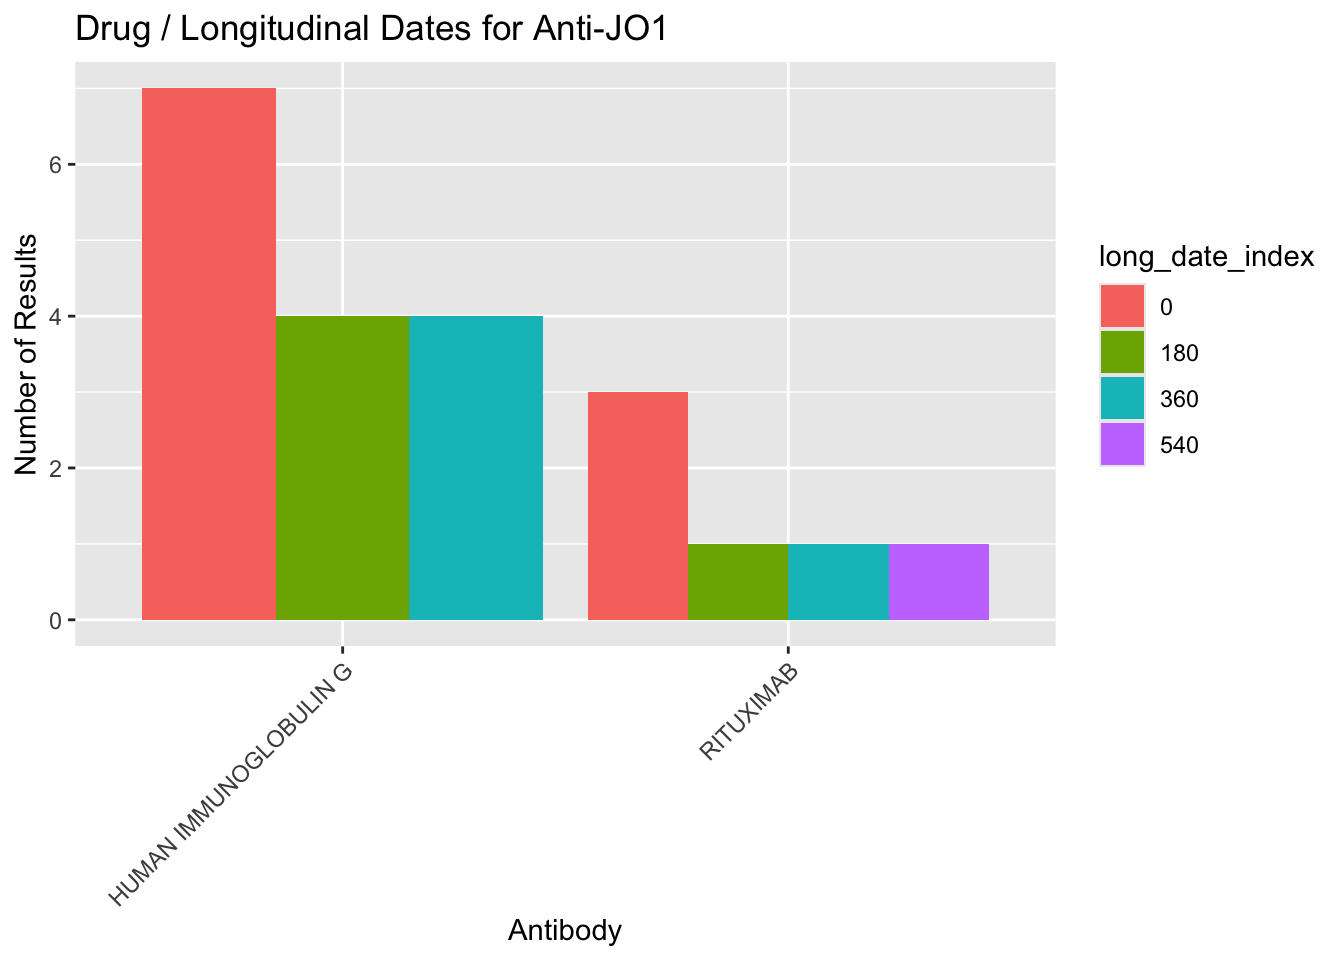 Drug / Longitudinal Dates for Anti-JO1
Number of Results
6
4
2
0
HUMAN IMMUNOGLOBULIN G
RITUXIMAB
Antibody
long_date_index
0
180
360
540